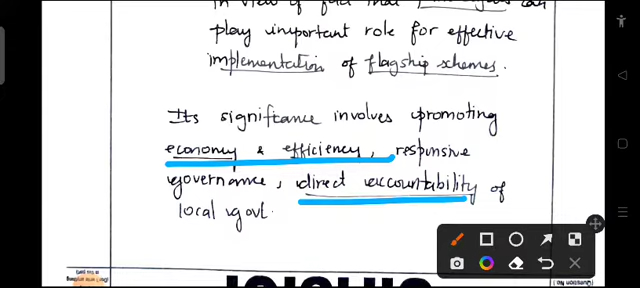 play important role for effective
implementation of flagship schemes.
Its significance involves promoting
economy & efficiency, responsive
governance, direct accountability of
local govt.